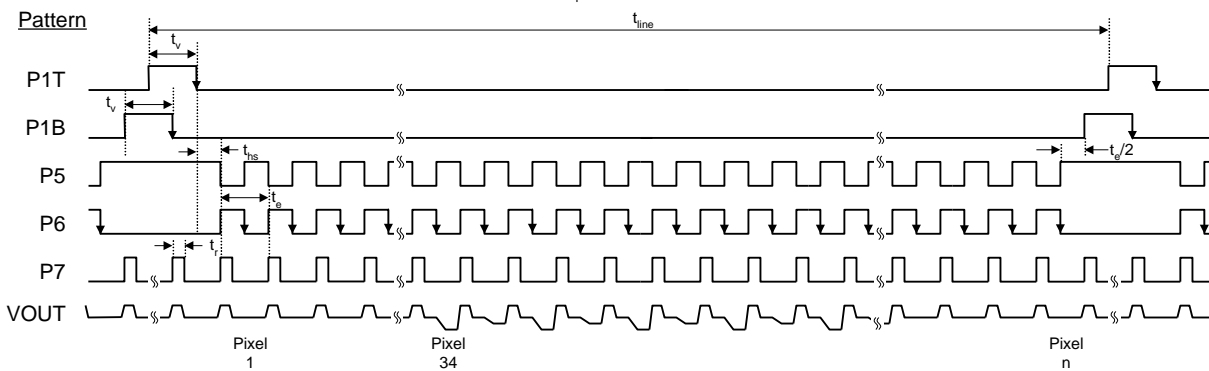 Pattern
t_line
t_v
P1T
t_v
P1B
t_hs
t_e/2
P5
t_e
P6
t_r
P7
VOUT
Pixel
1
Pixel
34
Pixel
n